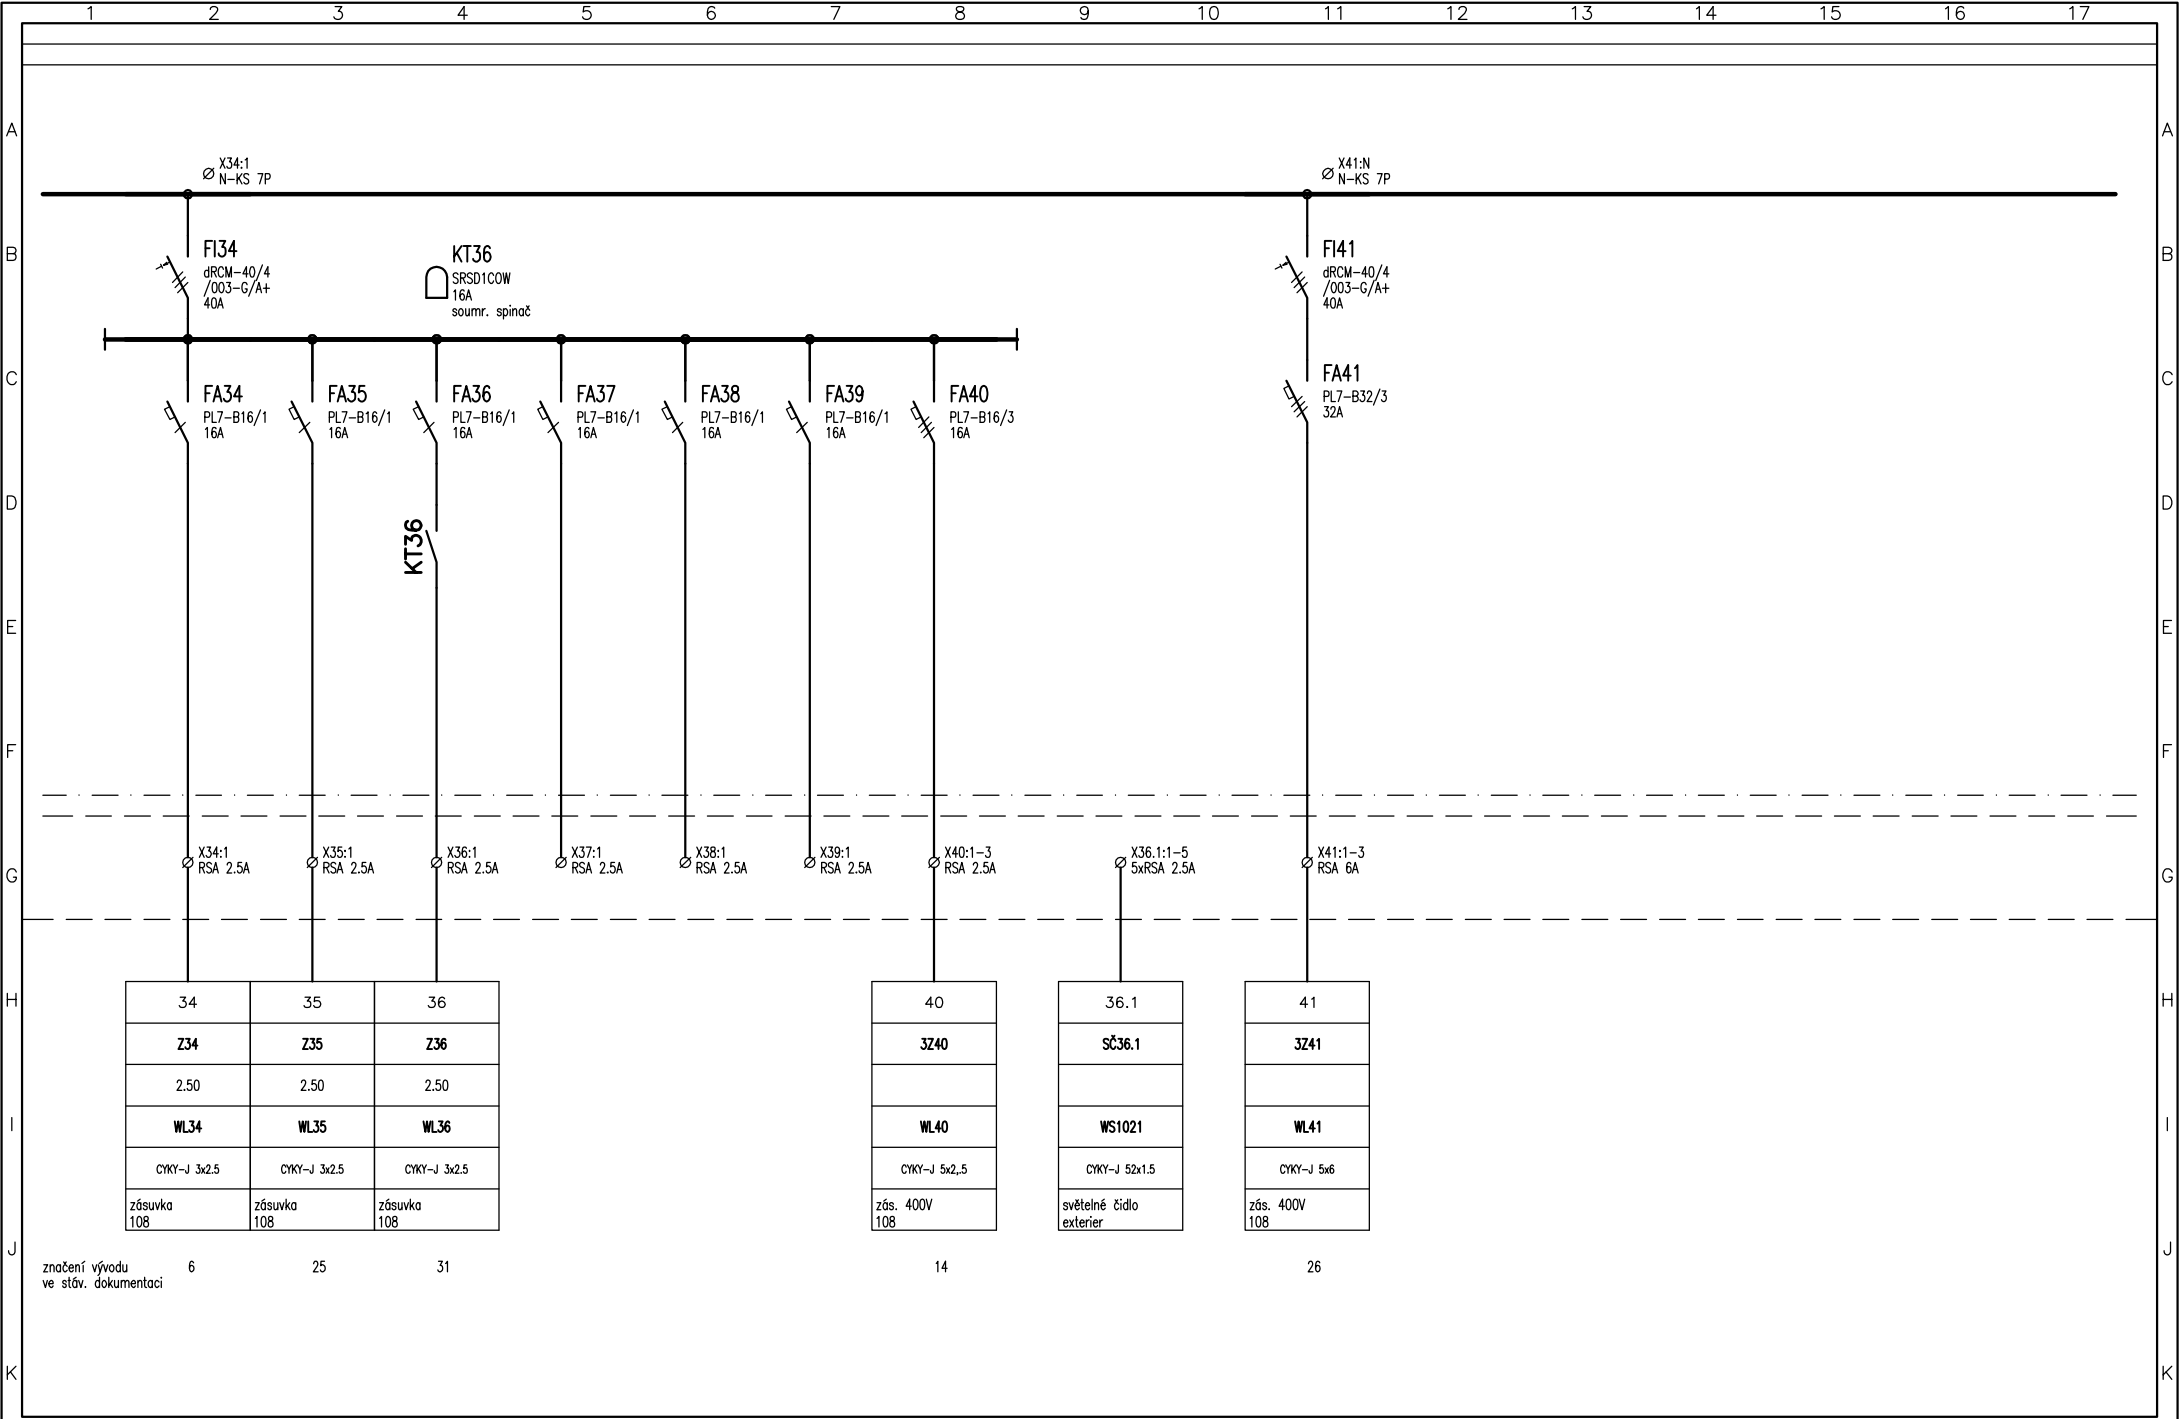 1 2 3 4 5 6 7 8 9 10 11 12 13 14 15 16 17
A A
X34:1
N-KS 7P
X41:N
N-KS 7P
B B
FI34
dRCM-40/4
/003-G/A+
40A
KT36
SRSD1COW
16A
soumr. spinač
FI41
dRCM-40/4
/003-G/A+
40A
C C
FA34
PL7-B16/1
16A
FA35
PL7-B16/1
16A
FA36
PL7-B16/1
16A
FA37
PL7-B16/1
16A
FA38
PL7-B16/1
16A
FA39
PL7-B16/1
16A
FA40
PL7-B16/3
16A
FA41
PL7-B32/3
32A
D D
KT36
E E
F F
X34:1
RSA 2.5A
X35:1
RSA 2.5A
X36:1
RSA 2.5A
X37:1
RSA 2.5A
X38:1
RSA 2.5A
X39:1
RSA 2.5A
X40:1-3
RSA 2.5A
X36.1:1-5
5xRSA 2.5A
X41:1-3
RSA 6A
G G
H H
34 35 36 40 36.1 41
Z34 Z35 Z36 3Z40 SČ36.1 3Z41
2.50 2.50 2.50
I I
WL34 WL35 WL36 WL40 WS1021 WL41
CYKY-J 3x2.5 CYKY-J 3x2.5 CYKY-J 3x2.5 CYKY-J 5x2,.5 CYKY-J 52x1.5 CYKY-J 5x6
zásuvka
108
zásuvka
108
zásuvka
108
zás. 400V
108
světelné čidlo
exterier
zás. 400V
108
J J
značení vývodu
ve stáv. dokumentaci
6 25 31 14 26
K K